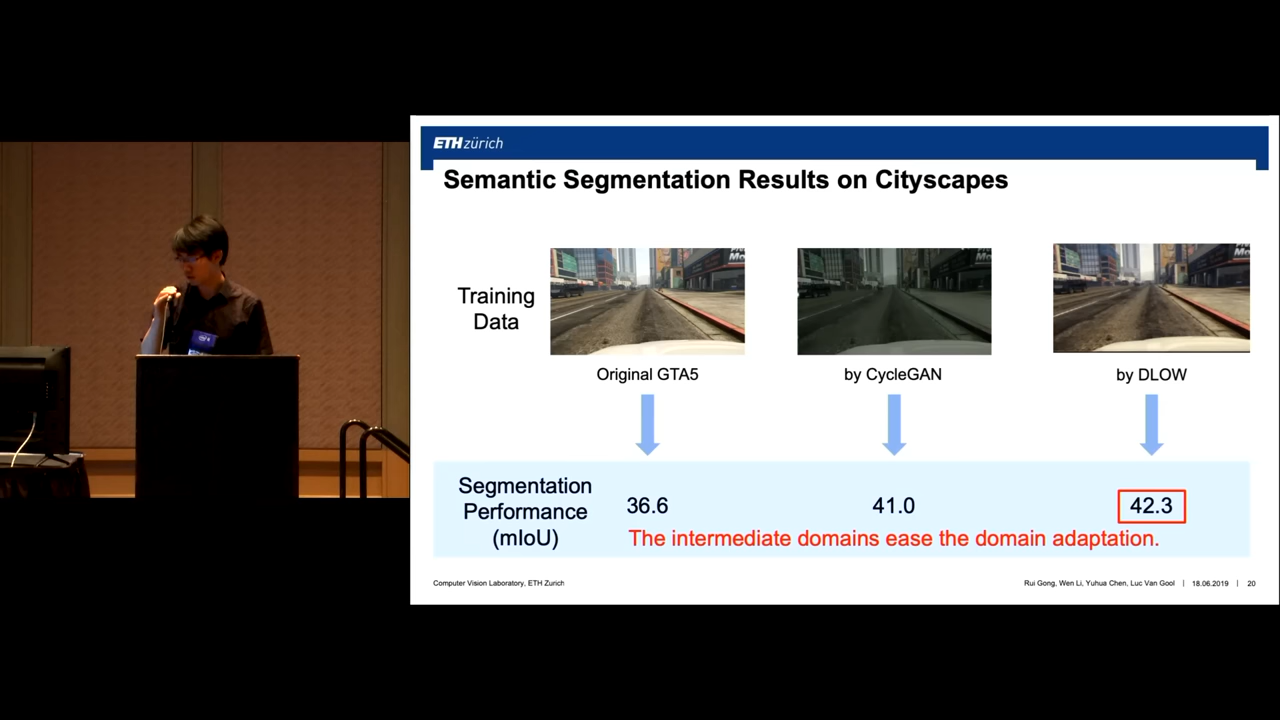 ETH zürich
Semantic Segmentation Results on Cityscapes
Training
Data
Original GTA5
by CycleGAN
by DLOW
Segmentation
Performance
(mIoU)
36.6
41.0
42.3
The intermediate domains ease the domain adaptation.
Computer Vision Laboratory, ETH Zurich
Rui Gong, Wen Li, Yuhua Chen, Luc Van Gool | 18.06.2019 | 20